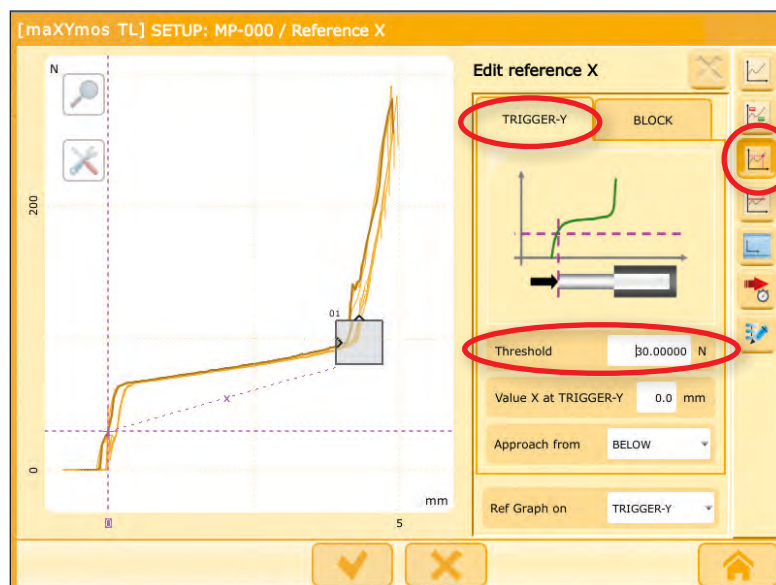 [maXYmos TL] SETUP: MP-000 / Reference X
N
200
0
01
x
mm
0
5
Edit reference X
TRIGGER-Y
BLOCK
Threshold
30.00000 N
Value X at TRIGGER-Y
0.0 mm
Approach from
BELOW
Ref Graph on
TRIGGER-Y